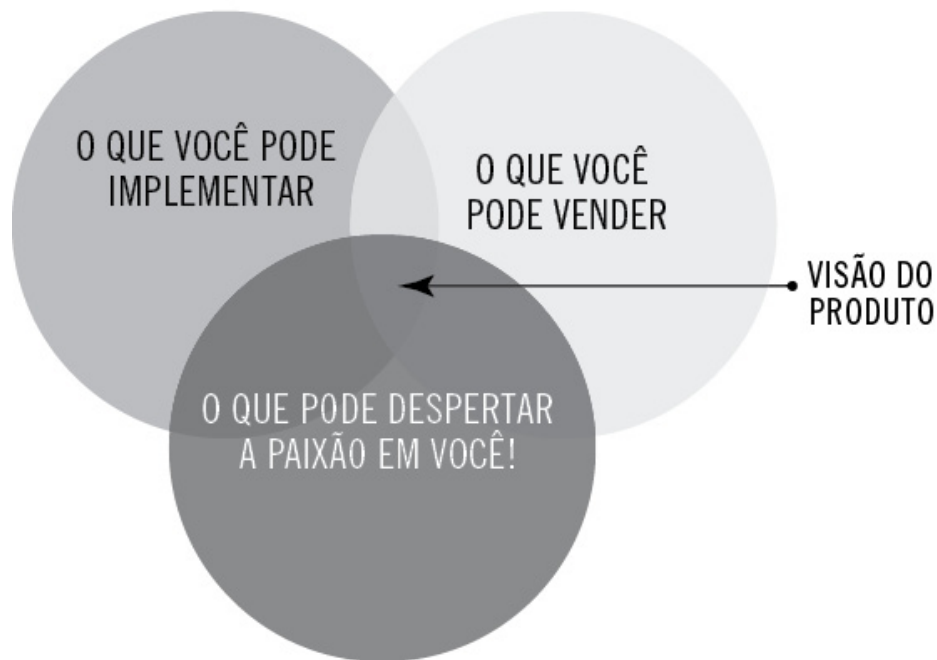 O QUE VOCÊ PODE
IMPLEMENTAR
O QUE VOCÊ
PODE VENDER
VISÃO DO
PRODUTO
O QUE PODE DESPERTAR
A PAIXÃO EM VOCÊ!